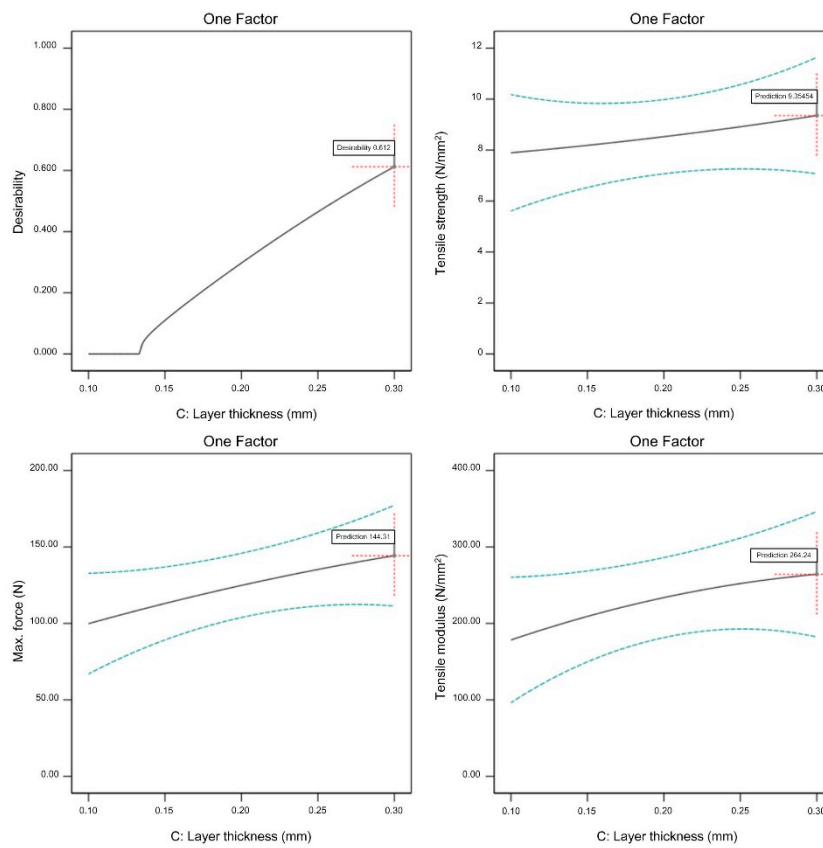 One Factor
1.000
0.800
0.600
0.400
0.200
0.000
Desirability
Desirability 0.612
0.10
0.15
0.20
0.25
0.30
C: Layer thickness (mm)
One Factor
12
10
8
6
4
2
0
Tensile strength (N/mm²)
Prediction 9.35454
0.10
0.15
0.20
0.25
0.30
C: Layer thickness (mm)
One Factor
200.00
150.00
100.00
50.00
0.00
Max. force (N)
Prediction 144.31
0.10
0.15
0.20
0.25
0.30
C: Layer thickness (mm)
One Factor
400.00
300.00
200.00
100.00
0.00
Tensile modulus (N/mm²)
Prediction 264.24
0.10
0.15
0.20
0.25
0.30
C: Layer thickness (mm)